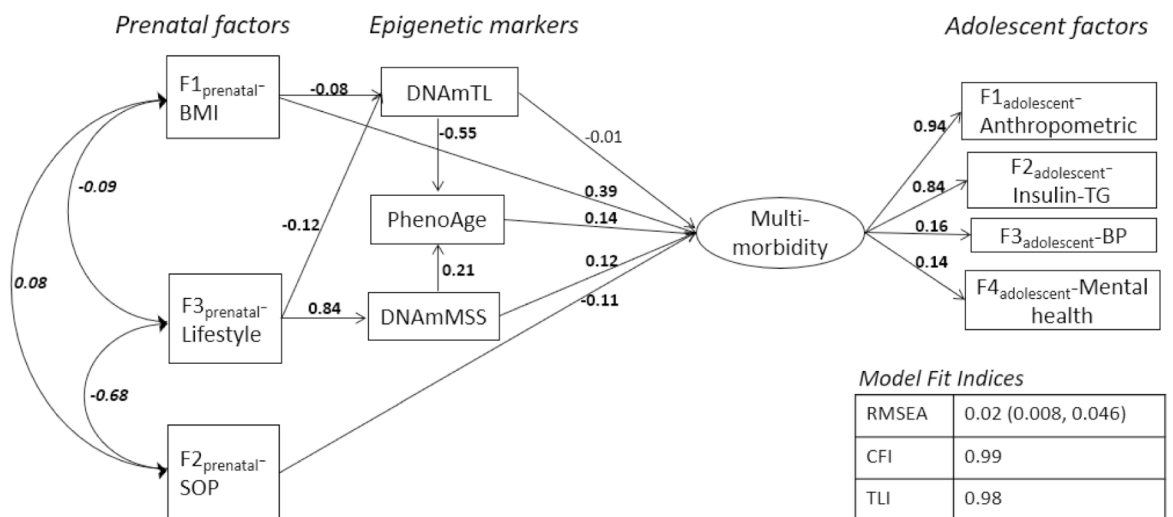 Prenatal factors
Epigenetic markers
Adolescent factors
F1prenatal-
BMI
-0.08
DNAmTL
-0.55
-0.01
0.39
-0.09
-0.12
PhenoAge
0.14
0.21
0.12
-0.11
0.08
F3prenatal-
Lifestyle
0.84
DNAmMSS
-0.68
F2prenatal-
SOP
Multi-
morbidity
0.94
0.84
0.16
0.14
F1adolescent-
Anthropometric
F2adolescent-
Insulin-TG
F3adolescent-BP
F4adolescent-Mental
health
Model Fit Indices
RMSEA 0.02 (0.008, 0.046)
CFI 0.99
TLI 0.98